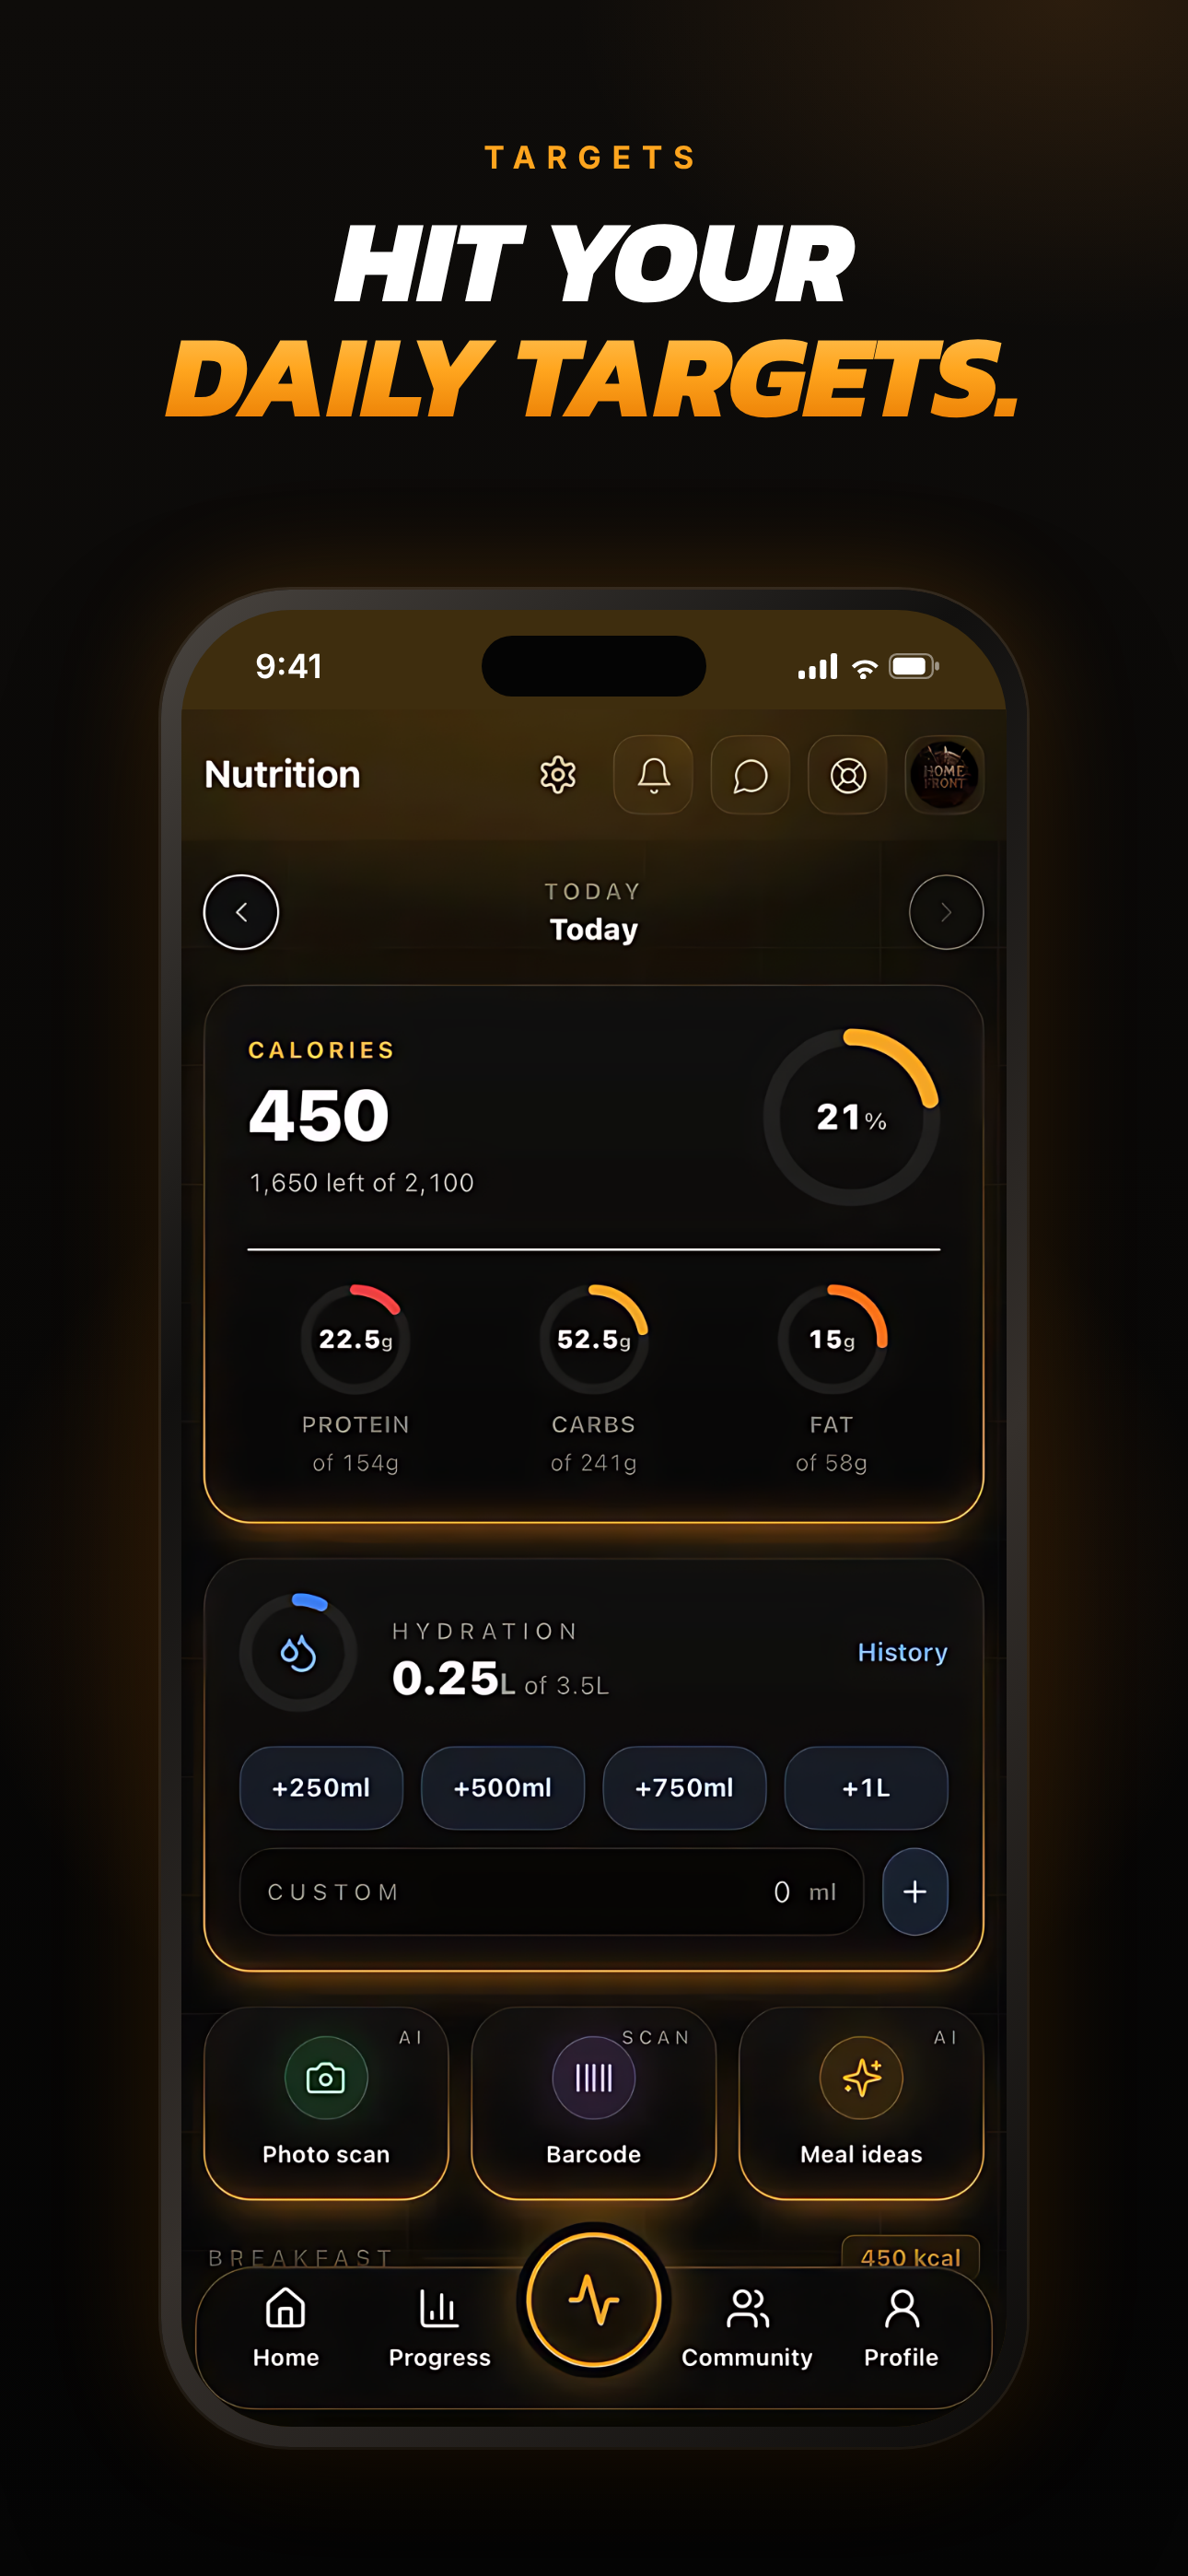 TARGETS
HIT YOUR
DAILY TARGETS.
9:41
Nutrition
HOME
FRONT
TODAY
Today
CALORIES
450
1,650 left of 2,100
21%
22.5g
52.5g
15g
PROTEIN
CARBS
FAT
of 154g
of 241g
of 58g
HYDRATION
0.25L of 3.5L
History
+250ml
+500ml
+750ml
+1L
CUSTOM
0 ml
AI
Photo scan
SCAN
Barcode
AI
Meal ideas
BREAKFAST
450 kcal
Home
Progress
Community
Profile